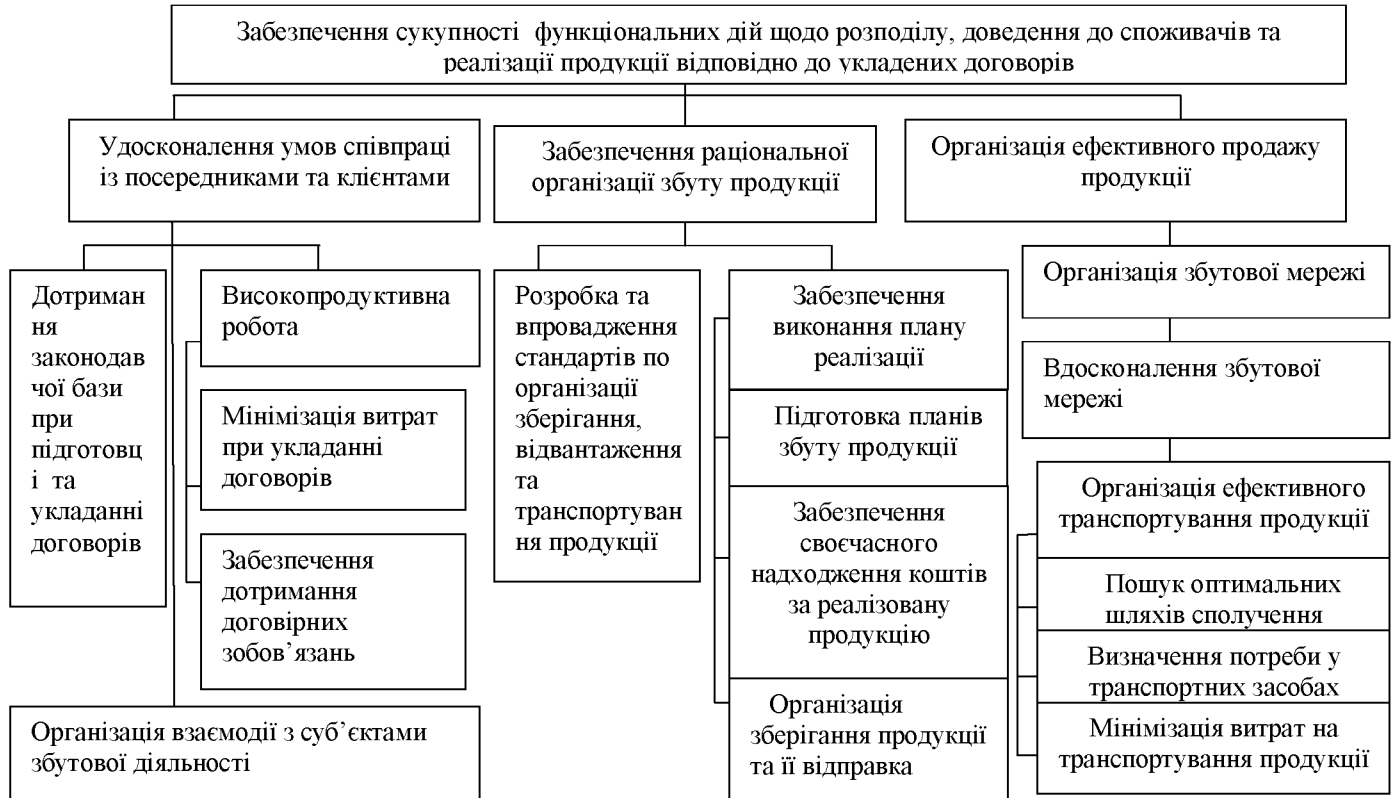 Забезпечення сукупності функціональних дій щодо розподілу, доведення до споживачів та
реалізації продукції відповідно до укладених договорів
Удосконалення умов співпраці
із посередниками та клієнтами
Забезпечення раціональної
організації збуту продукції
Організація ефективного продажу
продукції
Дотриман
ня
законодав
чої бази
при
підготовц
і та
укладанні
договорів
Високопродуктивна
робота
Мінімізація витрат
при укладанні
договорів
Забезпечення
дотримання
договірних
зобов’язань
Організація взаємодії з суб’єктами
збутової діяльності
Розробка та
впровадження
стандартів по
організації
зберігання,
відвантаження
та
транспортуван
ня продукції
Забезпечення
виконання плану
реалізації
Підготовка планів
збуту продукції
Забезпечення
своєчасного
надходження коштів
за реалізовану
продукцію
Організація
зберігання продукції
та її відправка
Організація збутової мережі
Вдосконалення збутової
мережі
Організація ефективного
транспортування продукції
Пошук оптимальних
шляхів сполучення
Визначення потреби у
транспортних засобах
Мінімізація витрат на
транспортування продукції